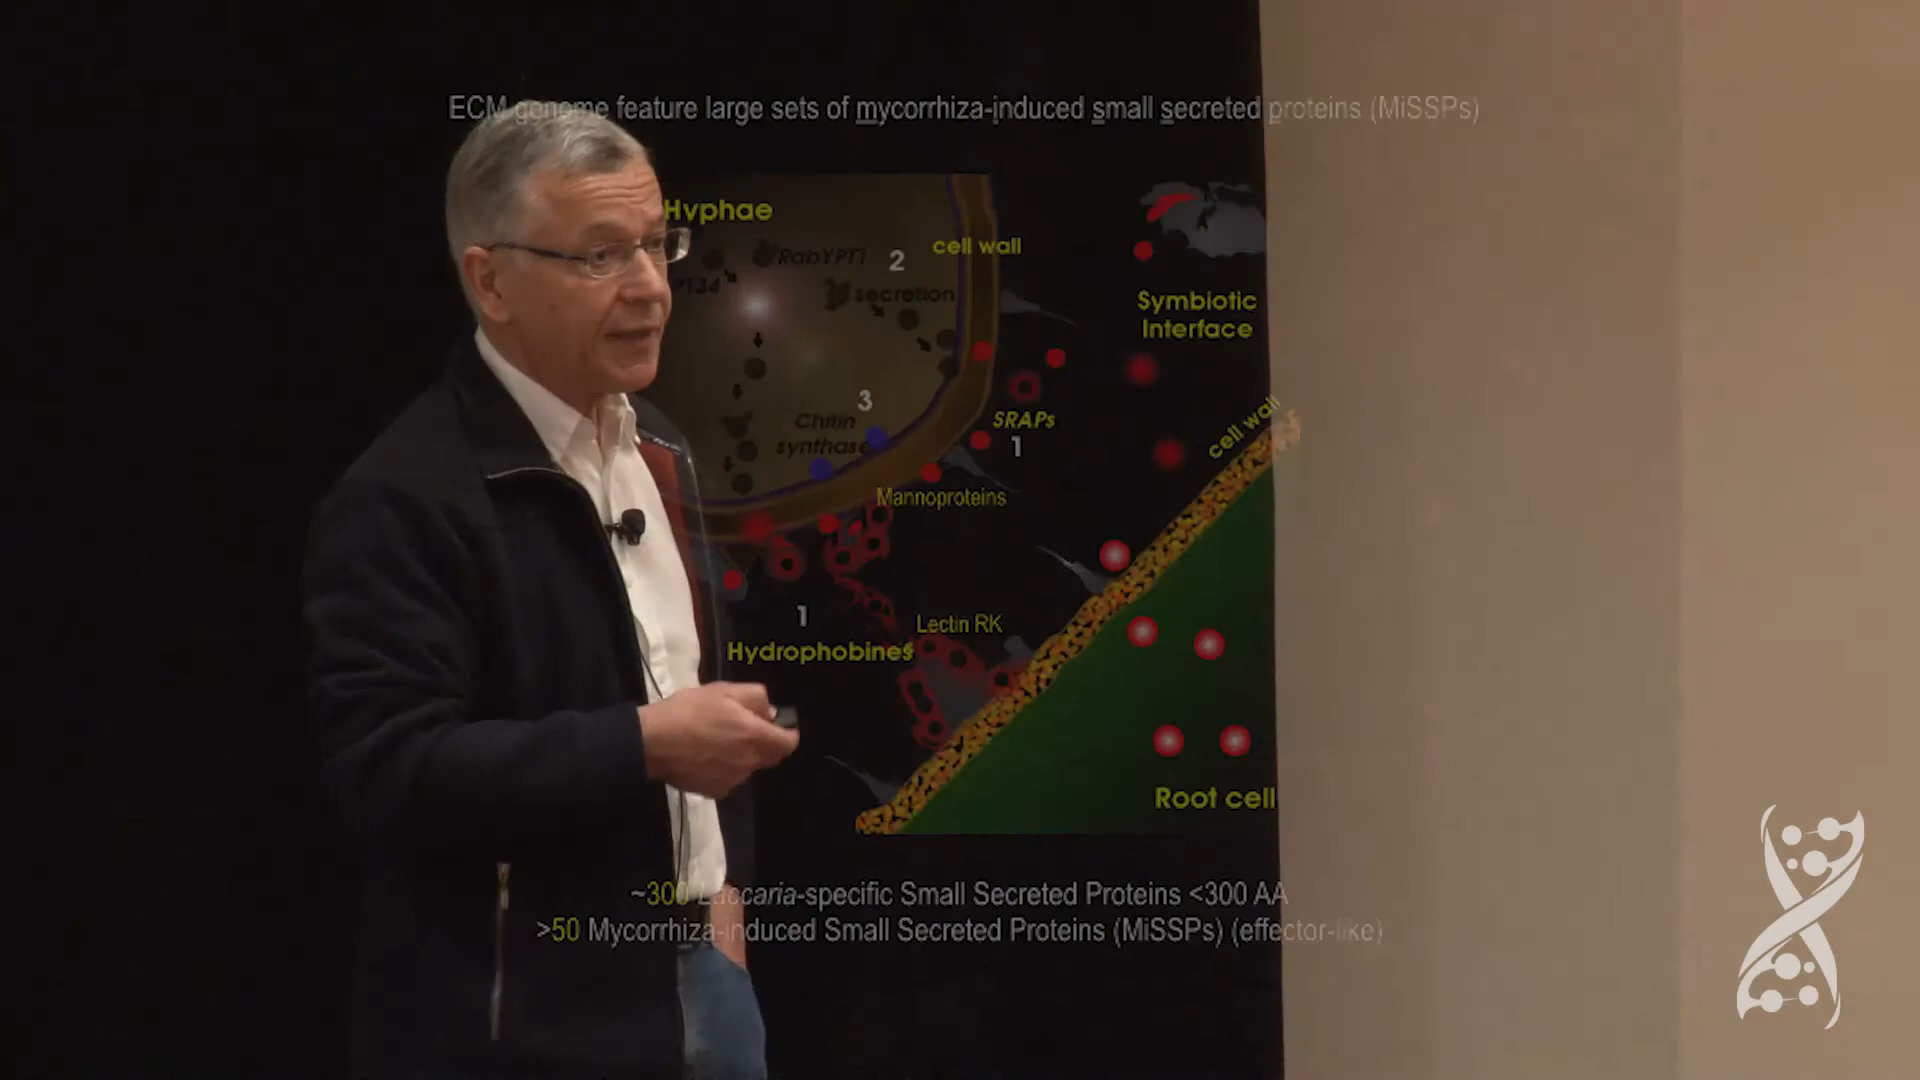 ECM genome feature large sets of mycorrhiza-induced small secreted proteins (MiSSPs)
Hyphae
RabYPT1
2
cell wall
secretion
Symbiotic
Interface
3
Chitin
synthase
SRAPs
1
cell wall
Mannoproteins
1
Lectin RK
Hydrophobines
Root cell
~300 Laccaria-specific Small Secreted Proteins <300 AA
>50 Mycorrhiza-induced Small Secreted Proteins (MiSSPs) (effector-like)